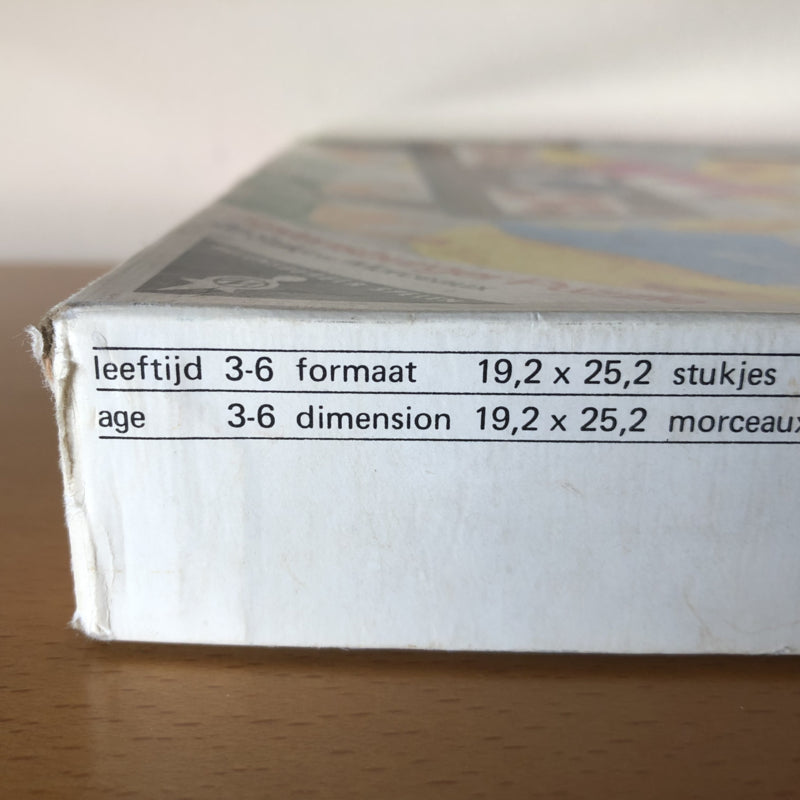 leeftijd 3-6 formaat 19,2 x 25,2 stukjes
age 3-6 dimension 19,2 x 25,2 morceaux